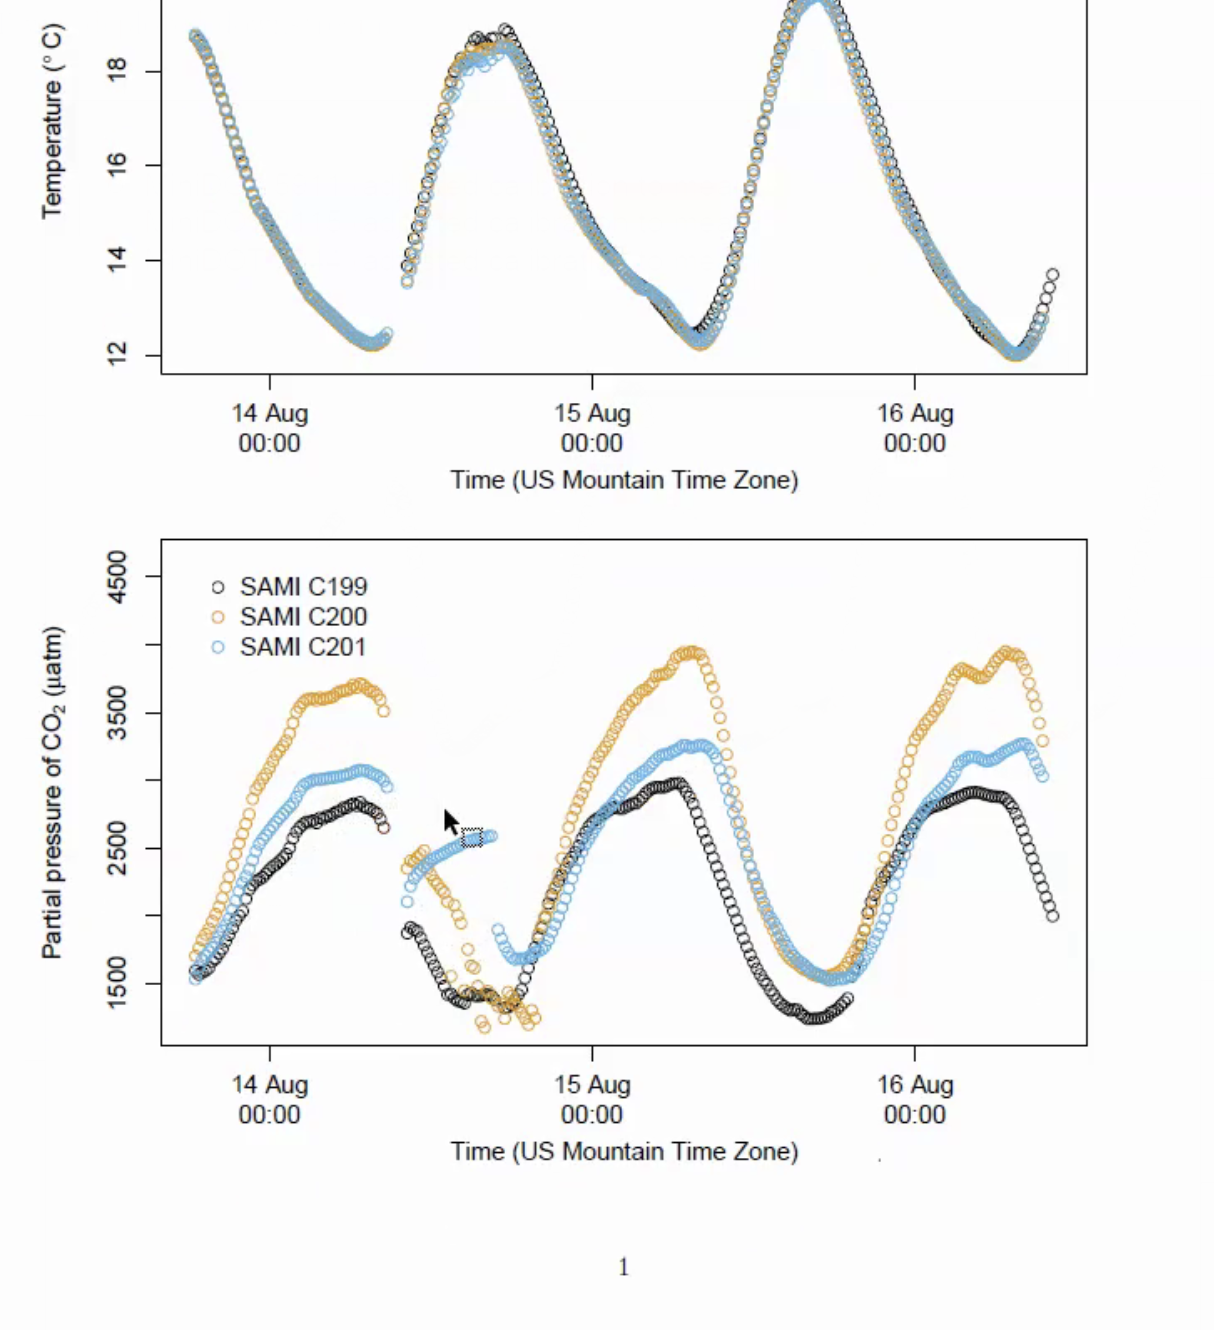 Temperature (° C)
18
16
14
12
14 Aug
00:00
15 Aug
00:00
16 Aug
00:00
Time (US Mountain Time Zone)
Partial pressure of CO₂ (µatm)
4500
3500
2500
1500
SAMI C199
SAMI C200
SAMI C201
14 Aug
00:00
15 Aug
00:00
16 Aug
00:00
Time (US Mountain Time Zone)
1